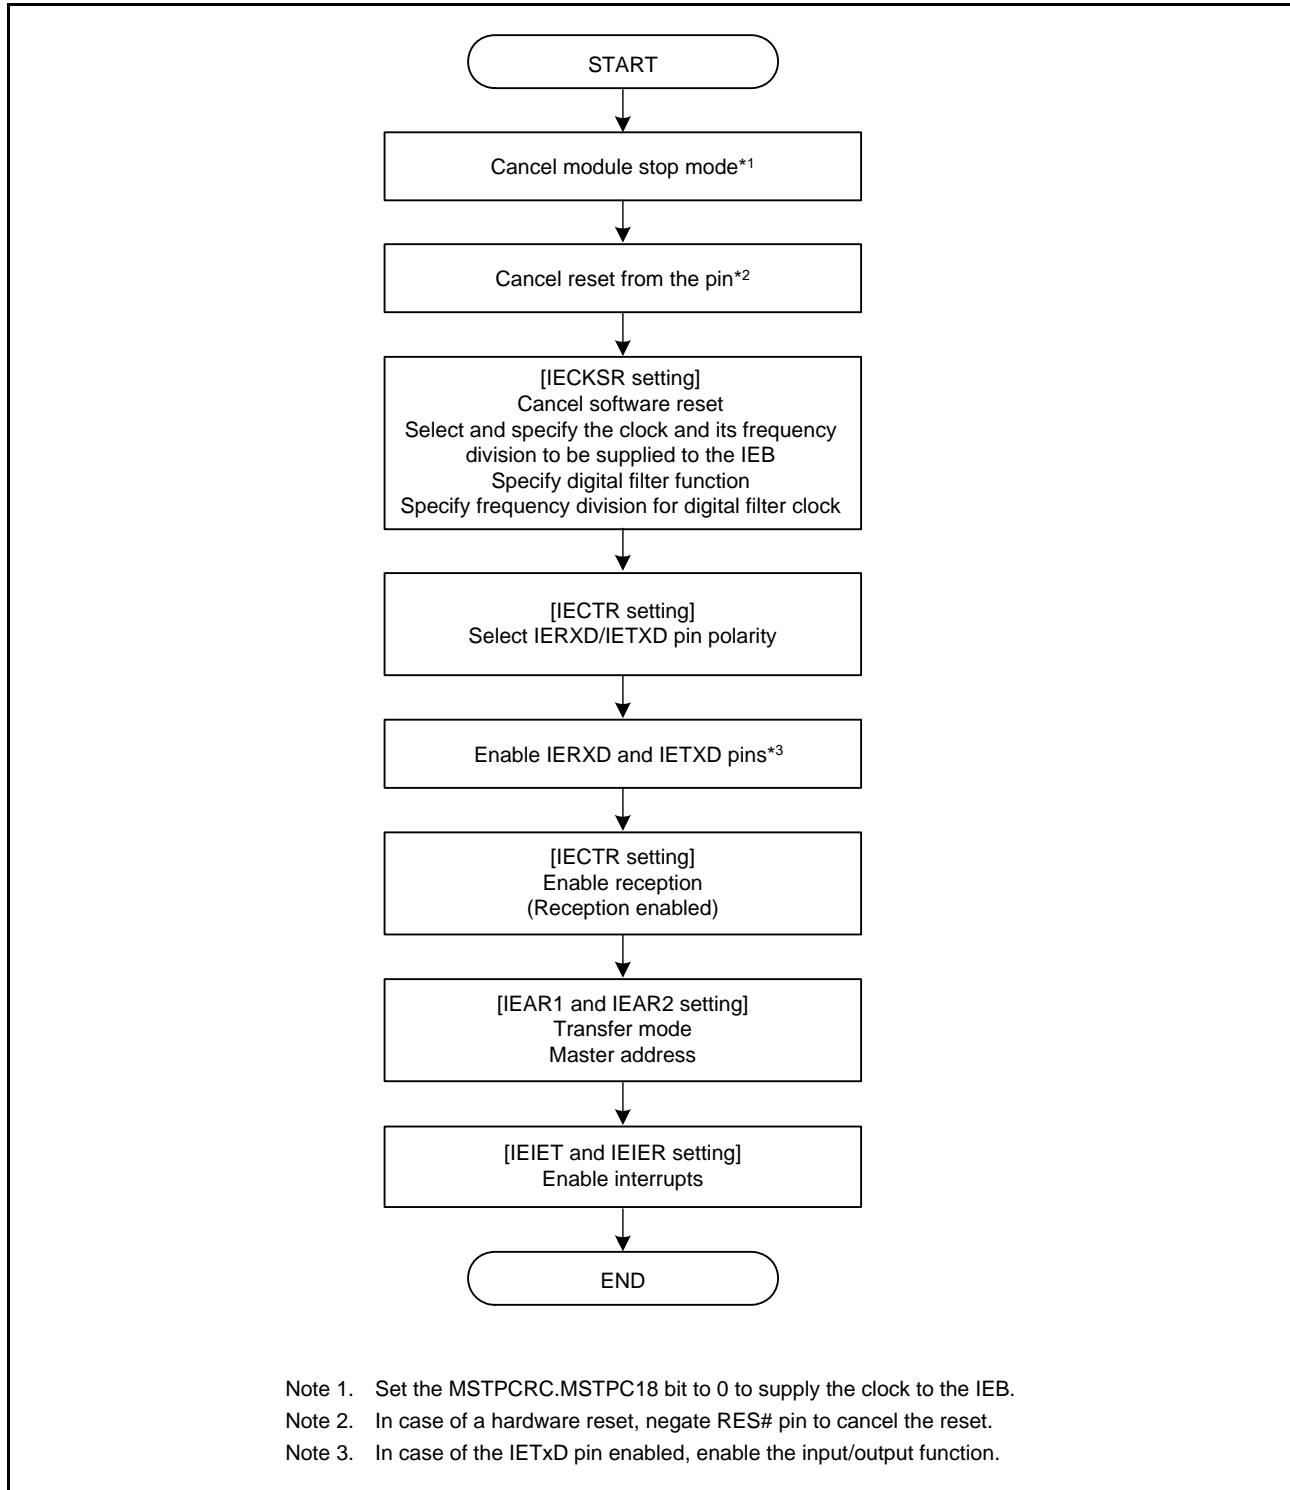 START
Cancel module stop mode*1
Cancel reset from the pin*2
[IECKSR setting]
Cancel software reset
Select and specify the clock and its frequency
division to be supplied to the IEB
Specify digital filter function
Specify frequency division for digital filter clock
[IECTR setting]
Select IERXD/IETXD pin polarity
Enable IERXD and IETXD pins*3
[IECTR setting]
Enable reception
(Reception enabled)
[IEAR1 and IEAR2 setting]
Transfer mode
Master address
[IEIET and IEIER setting]
Enable interrupts
END
Note 1. Set the MSTPCRC.MSTPC18 bit to 0 to supply the clock to the IEB.
Note 2. In case of a hardware reset, negate RES# pin to cancel the reset.
Note 3. In case of the IETxD pin enabled, enable the input/output function.